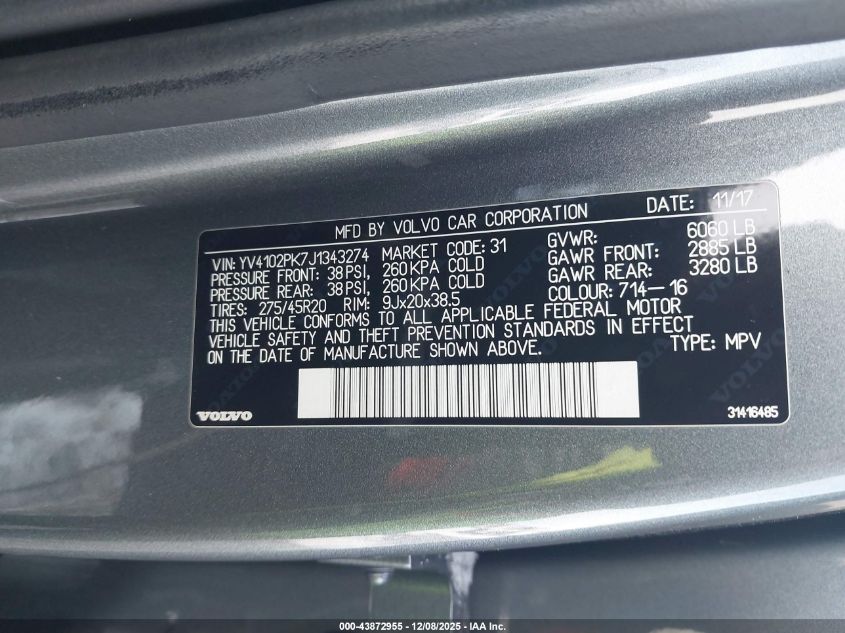 MFD BY VOLVO CAR CORPORATION DATE: 11/17
VIN: YV4102PK7J1343274 MARKET CODE: 31 GVWR: 6060 LB
PRESSURE FRONT: 38 PSI, 260 KPA COLD GAWR FRONT: 2885 LB
PRESSURE REAR: 38 PSI, 260 KPA COLD GAWR REAR: 3280 LB
TIRES: 275/45R20 RIM: 9Jx20x38.5 COLOUR: 714-16
THIS VEHICLE CONFORMS TO ALL APPLICABLE FEDERAL MOTOR
VEHICLE SAFETY AND THEFT PREVENTION STANDARDS IN EFFECT
ON THE DATE OF MANUFACTURE SHOWN ABOVE. TYPE: MPV
VOLVO 31416485
000-43872955 - 12/08/2025 - IAA Inc.